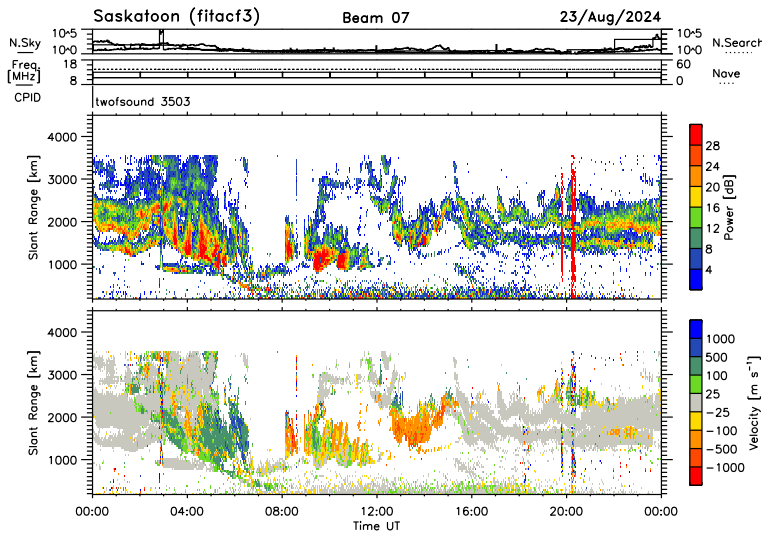 Saskatoon (fitacf3) Beam 07 23/Aug/2024
N.Sky 10^5 10^0 10^5 10^0 N.Search
Freq. [MHz] 18 8 60 0 Nave
CPID twofsound 3503
Slant Range [km] 4000 3000 2000 1000
Power [dB] 28 24 20 16 12 8 4
Slant Range [km] 4000 3000 2000 1000
Velocity [m s⁻¹] 1000 500 100 25 −25 −100 −500 −1000
00:00 04:00 08:00 12:00 16:00 20:00 00:00
Time UT